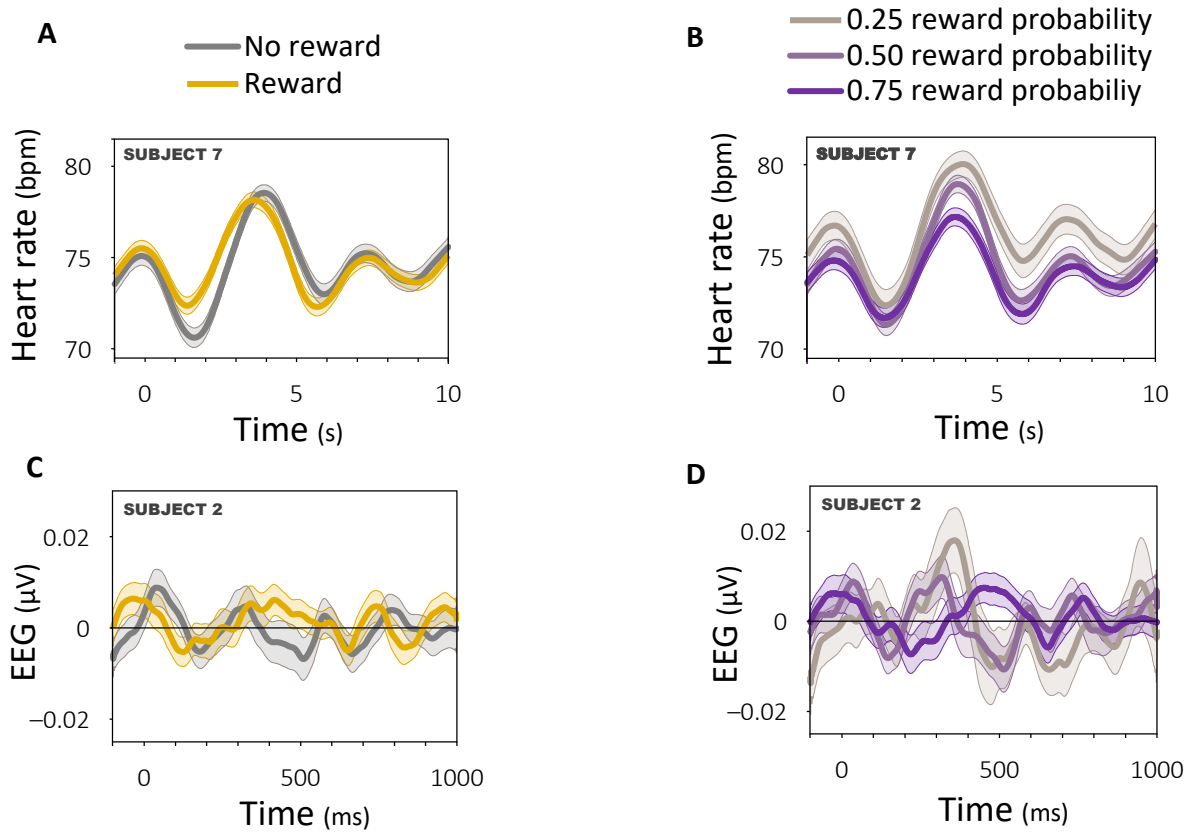 A
No reward
Reward
B
0.25 reward probability
0.50 reward probability
0.75 reward probabiliy
SUBJECT 7
80
75
70
Heart rate (bpm)
0
5
10
Time (s)
SUBJECT 7
80
75
70
Heart rate (bpm)
0
5
10
Time (s)
C
SUBJECT 2
0.02
0
−0.02
EEG (µV)
0
500
1000
Time (ms)
D
SUBJECT 2
0.02
0
−0.02
EEG (µV)
0
500
1000
Time (ms)